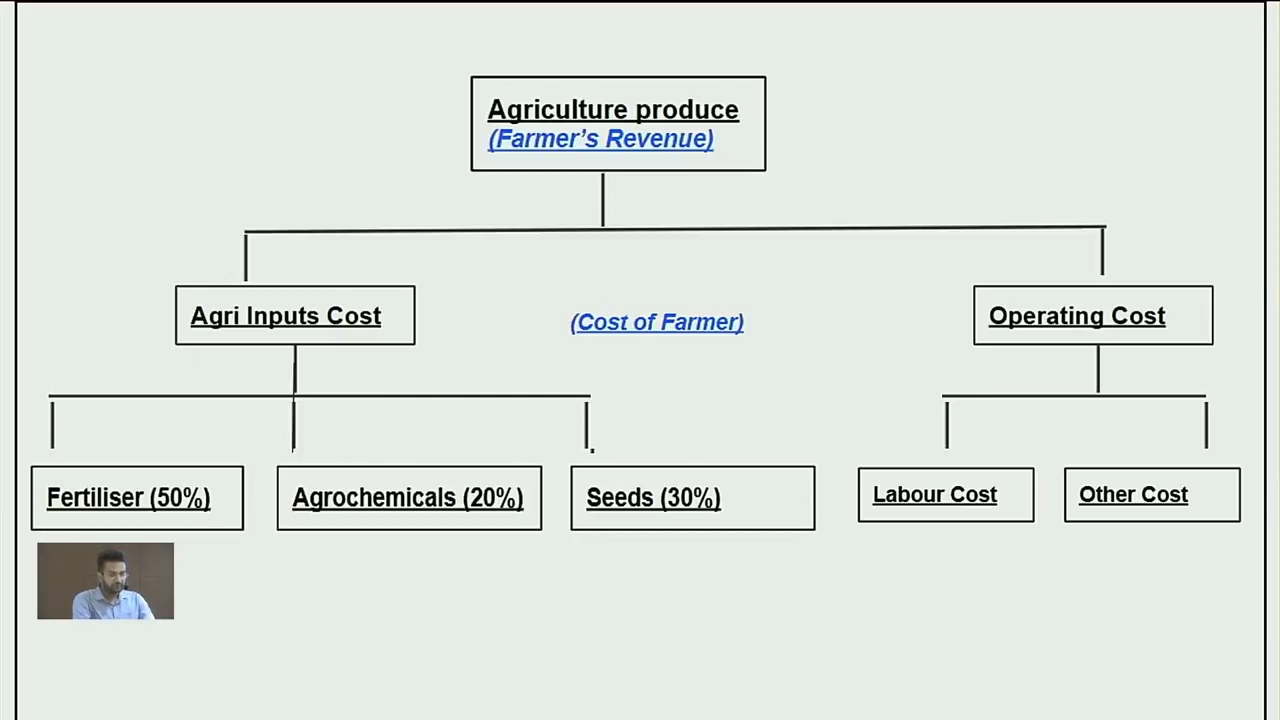 Agriculture produce
(Farmer’s Revenue)
Agri Inputs Cost
(Cost of Farmer)
Operating Cost
Fertiliser (50%)
Agrochemicals (20%)
Seeds (30%)
Labour Cost
Other Cost